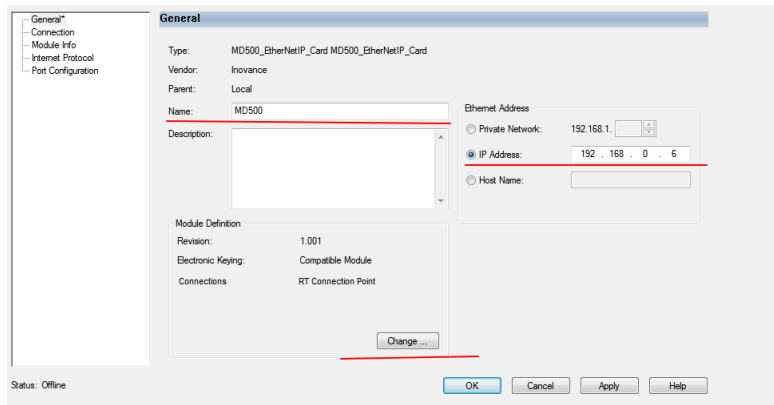 General*
Connection
Module Info
Internet Protocol
Port Configuration
General
Type: MD500_EtherNetIP_Card MD500_EtherNetIP_Card
Vendor: Inovance
Parent: Local
Name: MD500
Description:
Ethernet Address
Private Network: 192.168.1.
IP Address: 192 . 168 . 0 . 6
Host Name:
Module Definition
Revision: 1.001
Electronic Keying: Compatible Module
Connections RT Connection Point
Change ...
Status: Offline
OK Cancel Apply Help